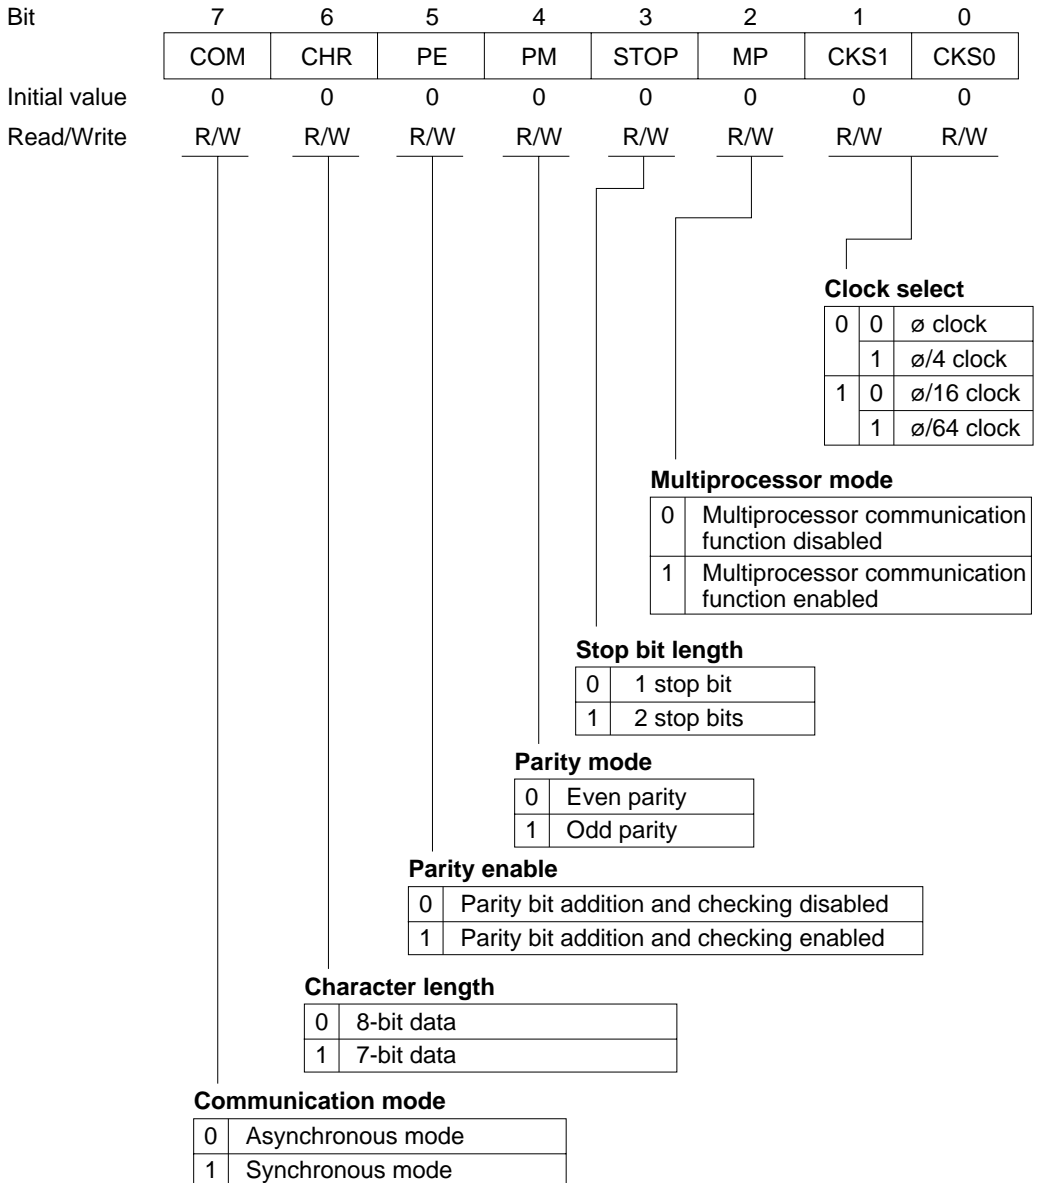 Bit 7 6 5 4 3 2 1 0
COM CHR PE PM STOP MP CKS1 CKS0
Initial value 0 0 0 0 0 0 0 0
Read/Write R/W R/W R/W R/W R/W R/W R/W R/W
Clock select
0 0 ø clock
1 ø/4 clock
1 0 ø/16 clock
1 ø/64 clock
Multiprocessor mode
0 Multiprocessor communication
function disabled
1 Multiprocessor communication
function enabled
Stop bit length
0 1 stop bit
1 2 stop bits
Parity mode
0 Even parity
1 Odd parity
Parity enable
0 Parity bit addition and checking disabled
1 Parity bit addition and checking enabled
Character length
0 8-bit data
1 7-bit data
Communication mode
0 Asynchronous mode
1 Synchronous mode